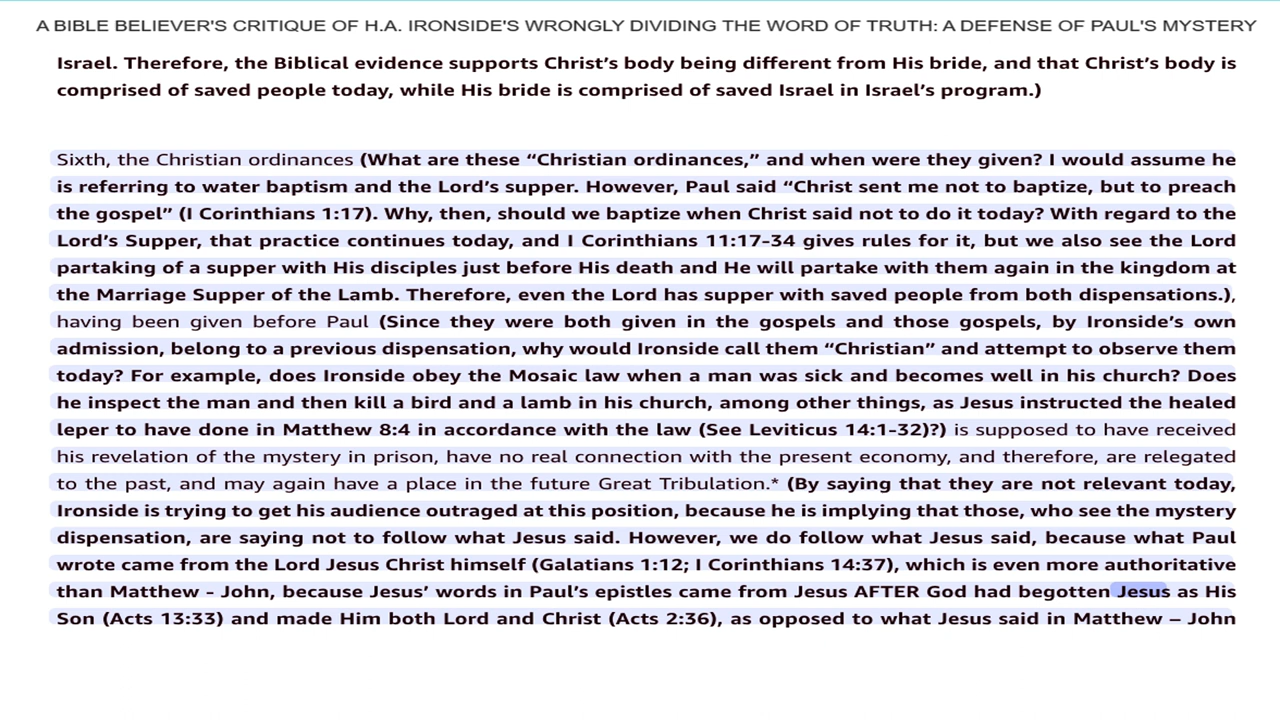 A BIBLE BELIEVER'S CRITIQUE OF H.A. IRONSIDE'S WRONGLY DIVIDING THE WORD OF TRUTH: A DEFENSE OF PAUL'S MYSTERY
Israel. Therefore, the Biblical evidence supports Christ’s body being different from His bride, and that Christ’s body is
comprised of saved people today, while His bride is comprised of saved Israel in Israel’s program.)
Sixth, the Christian ordinances (What are these “Christian ordinances,” and when were they given? I would assume he
is referring to water baptism and the Lord’s supper. However, Paul said “Christ sent me not to baptize, but to preach
the gospel” (I Corinthians 1:17). Why, then, should we baptize when Christ said not to do it today? With regard to the
Lord’s Supper, that practice continues today, and I Corinthians 11:17-34 gives rules for it, but we also see the Lord
partaking of a supper with His disciples just before His death and He will partake with them again in the kingdom at
the Marriage Supper of the Lamb. Therefore, even the Lord has supper with saved people from both dispensations.),
having been given before Paul (Since they were both given in the gospels and those gospels, by Ironside’s own
admission, belong to a previous dispensation, why would Ironside call them “Christian” and attempt to observe them
today? For example, does Ironside obey the Mosaic law when a man was sick and becomes well in his church? Does
he inspect the man and then kill a bird and a lamb in his church, among other things, as Jesus instructed the healed
leper to have done in Matthew 8:4 in accordance with the law (See Leviticus 14:1-32)?) is supposed to have received
his revelation of the mystery in prison, have no real connection with the present economy, and therefore, are relegated
to the past, and may again have a place in the future Great Tribulation.* (By saying that they are not relevant today,
Ironside is trying to get his audience outraged at this position, because he is implying that those, who see the mystery
dispensation, are saying not to follow what Jesus said. However, we do follow what Jesus said, because what Paul
wrote came from the Lord Jesus Christ himself (Galatians 1:12; I Corinthians 14:37), which is even more authoritative
than Matthew - John, because Jesus’ words in Paul’s epistles came from Jesus AFTER God had begotten Jesus as His
Son (Acts 13:33) and made Him both Lord and Christ (Acts 2:36), as opposed to what Jesus said in Matthew – John